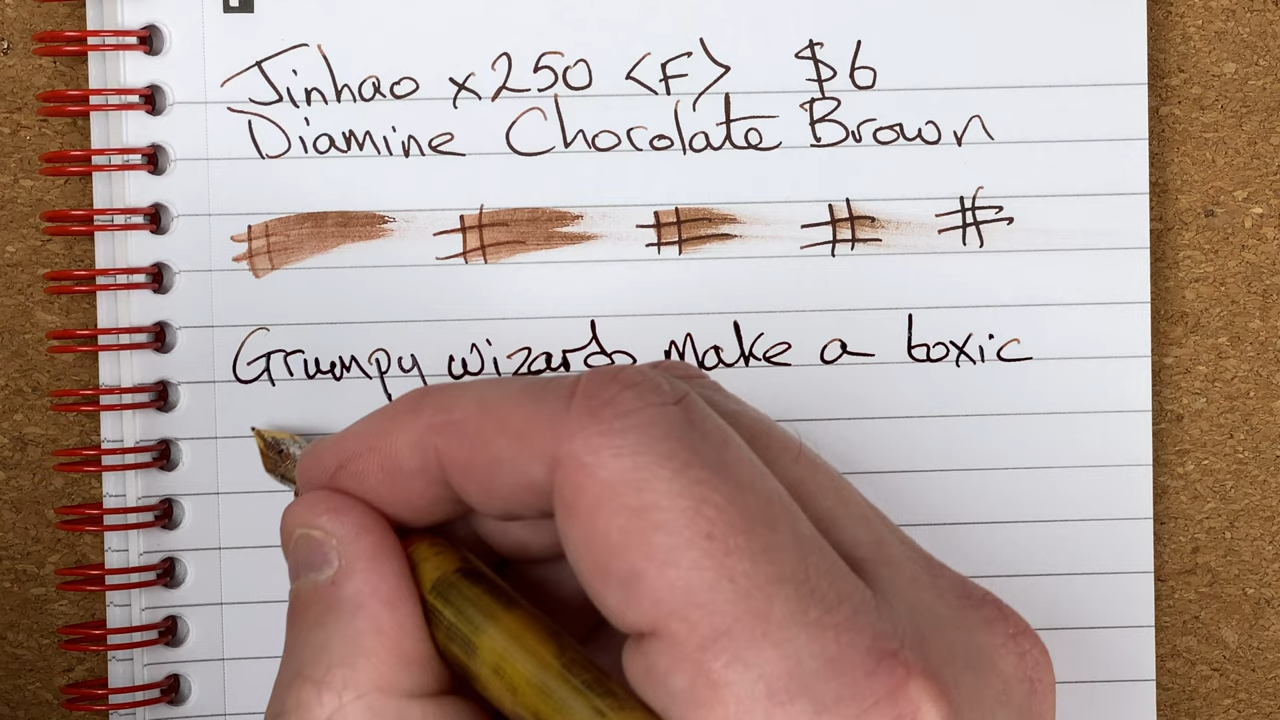 Jinhao x250 <F> $6
Diamine Chocolate Brown
# # # # #
Grumpy wizards make a toxic